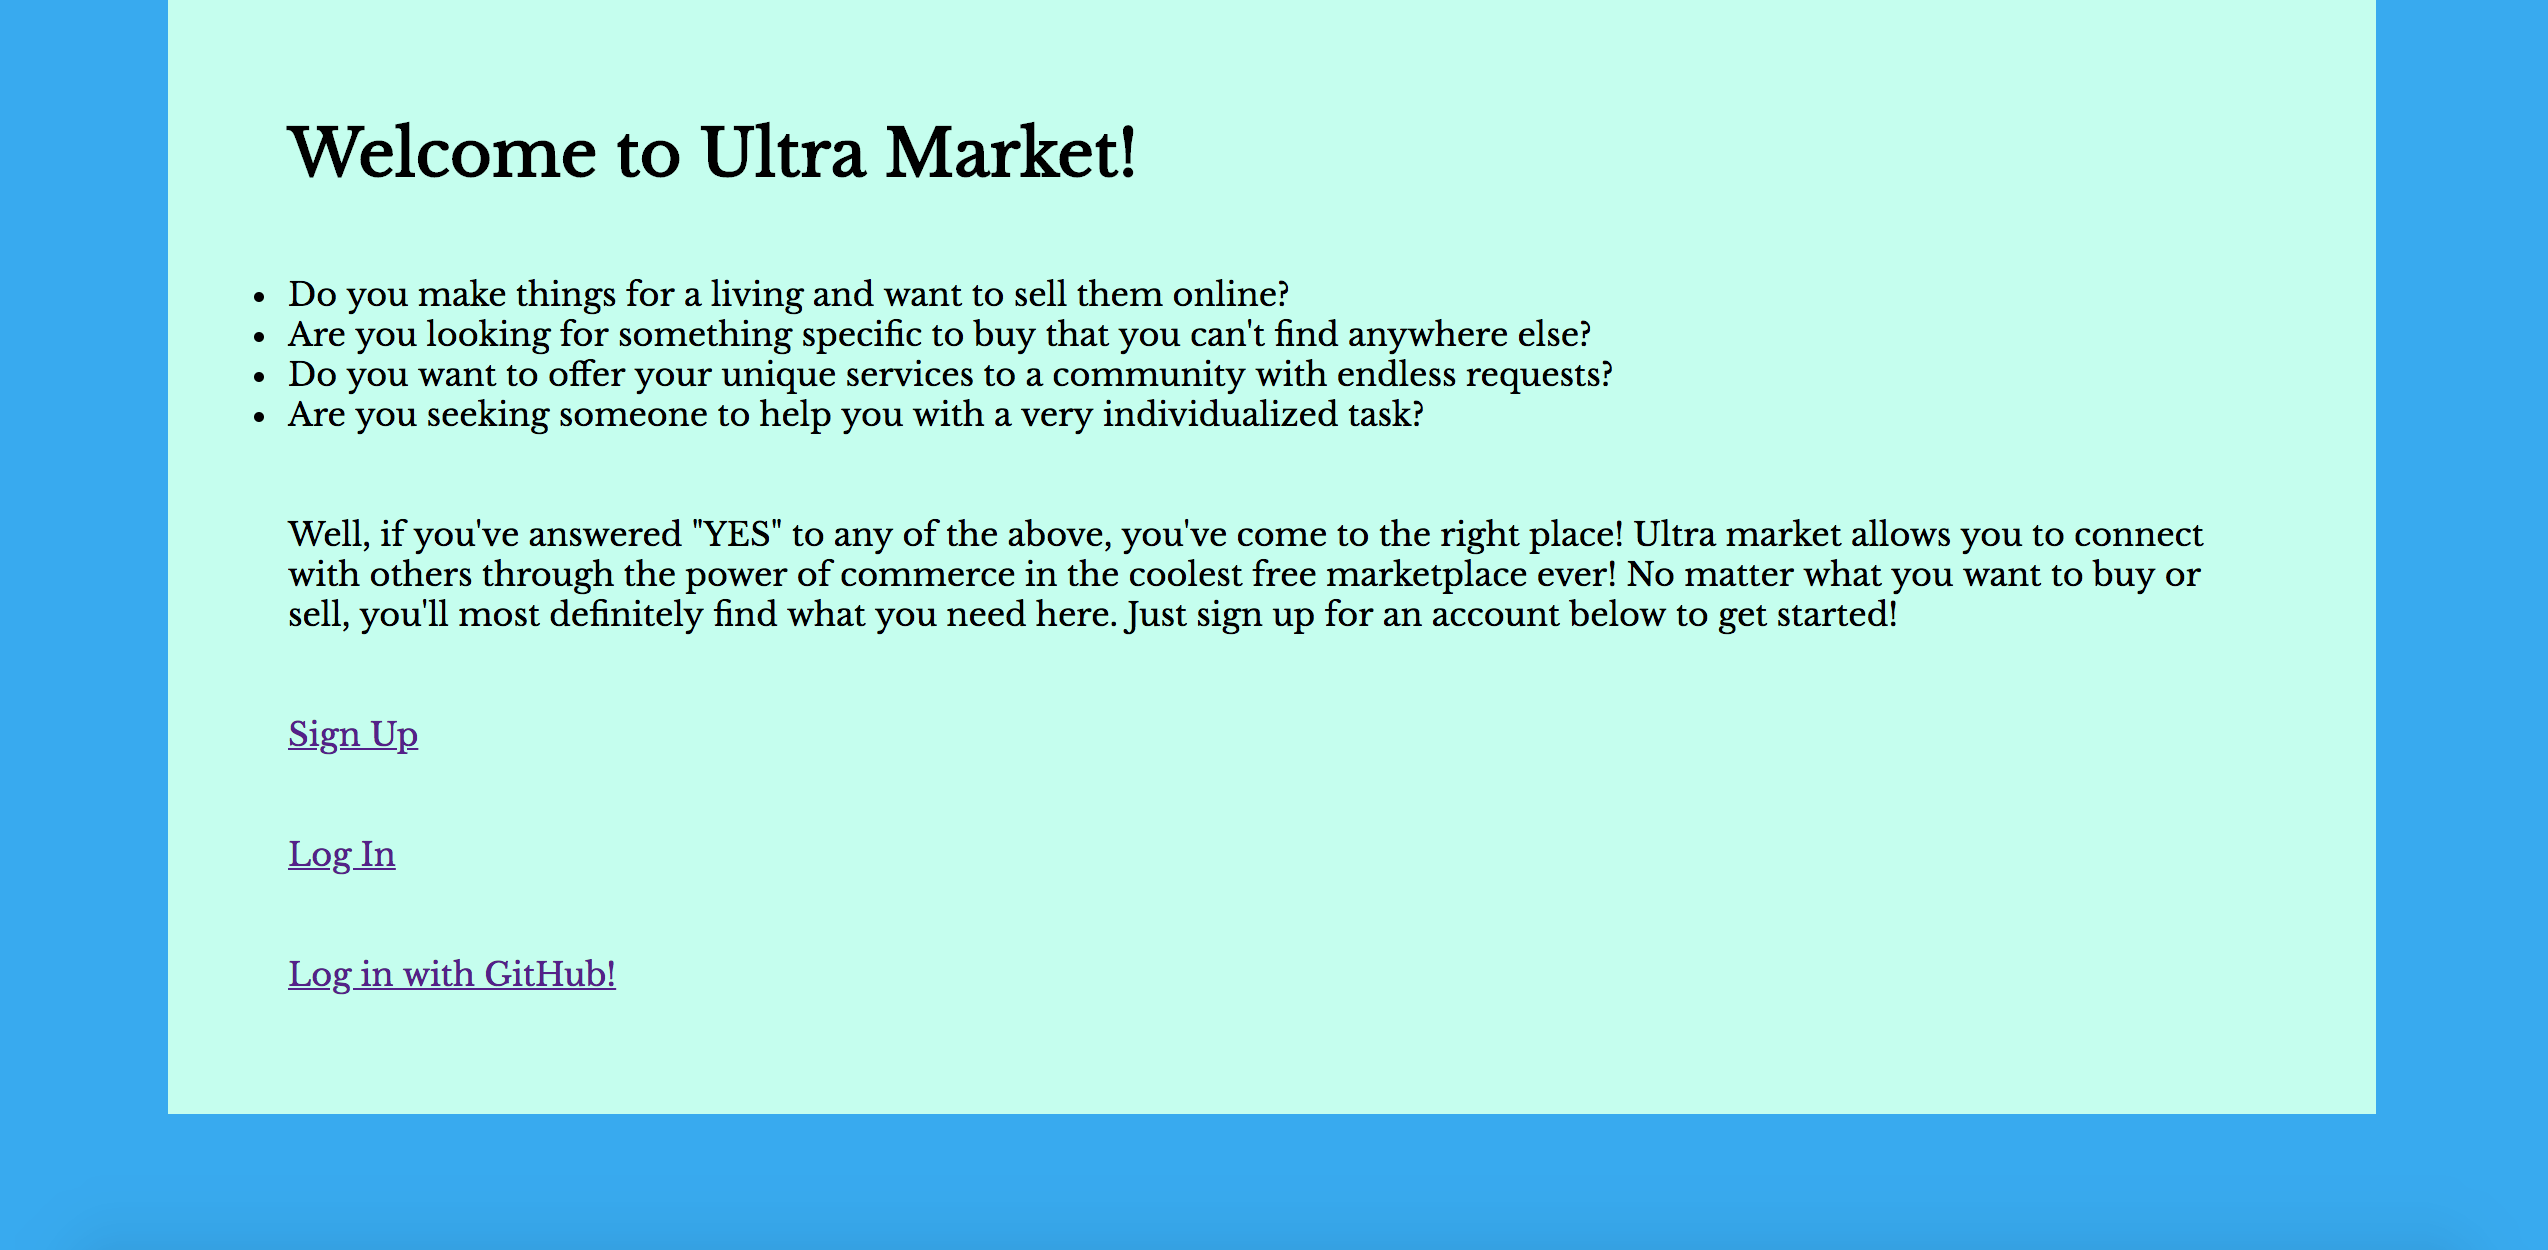 Welcome to Ultra Market!
• Do you make things for a living and want to sell them online?
• Are you looking for something specific to buy that you can't find anywhere else?
• Do you want to offer your unique services to a community with endless requests?
• Are you seeking someone to help you with a very individualized task?
Well, if you've answered "YES" to any of the above, you've come to the right place! Ultra market allows you to connect
with others through the power of commerce in the coolest free marketplace ever! No matter what you want to buy or
sell, you'll most definitely find what you need here. Just sign up for an account below to get started!
Sign Up
Log In
Log in with GitHub!